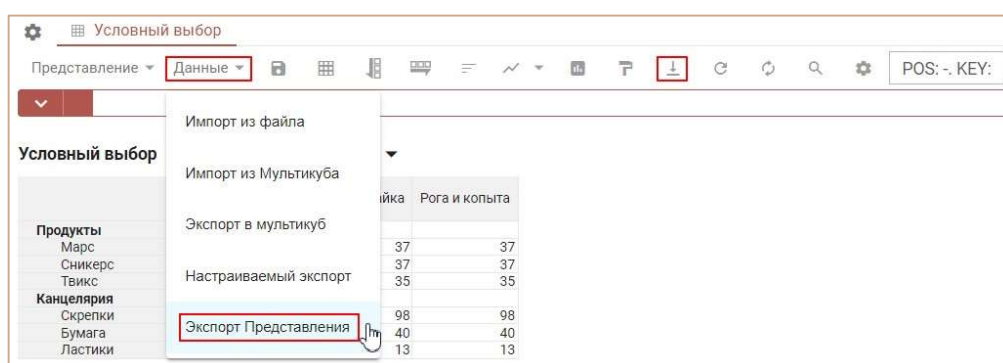 Условный выбор
Представление Данные POS: -. KEY:
Импорт из файла
Условный выбор
Импорт из Мультикуба
Рога и копыта
Экспорт в мультикуб
Продукты
Марс 37 37
Сникерс 37 37
Твикс 35 35
Настраиваемый экспорт
Канцелярия
Скрепки 98 98
Экспорт Представления
Бумага 40 40
Ластики 13 13